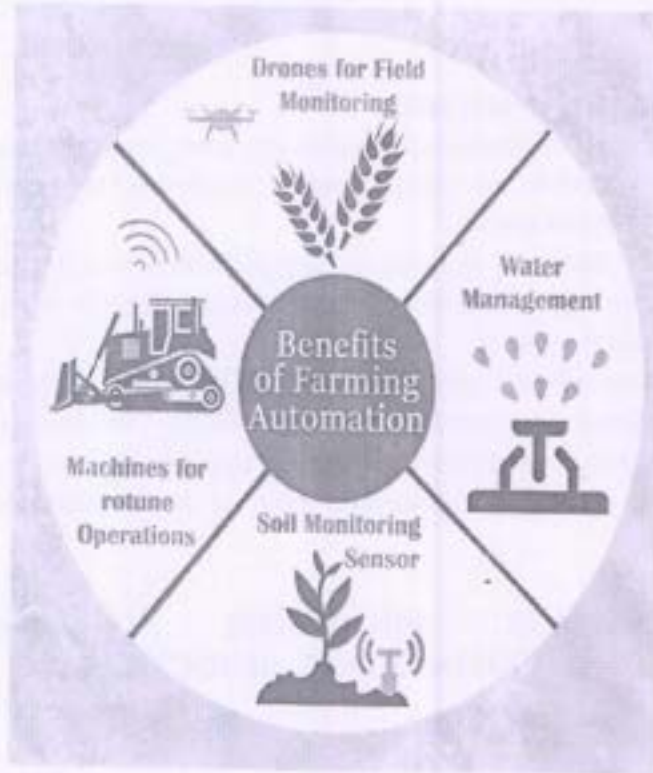 Drones for Field
Monitoring
Water
Management
Benefits
of Farming
Automation
Machines for
rotune
Operations
Soil Monitoring
Sensor